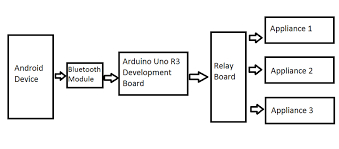 Android
Device
Bluetooth
Module
Arduino Uno R3
Development
Board
Relay
Board
Appliance 1
Appliance 2
Appliance 3